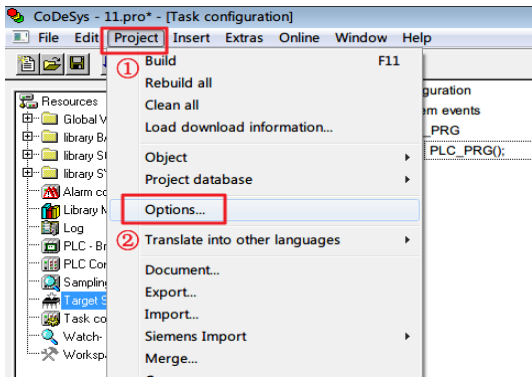 CoDeSys - 11.pro* - [Task configuration]
File Edit Project Insert Extras Online Window Help
①
Build F11
Rebuild all
Clean all
Load download information...
Object
Project database
Options...
②
Translate into other languages
Document...
Export...
Import...
Siemens Import
Merge...
Resources
Global V
library BA
library S
library S
Alarm co
Library M
Log
PLC - Br
PLC Con
Sampling
Target S
Task co
Watch-
Worksp
guration
em events
_PRG
PLC_PRG();